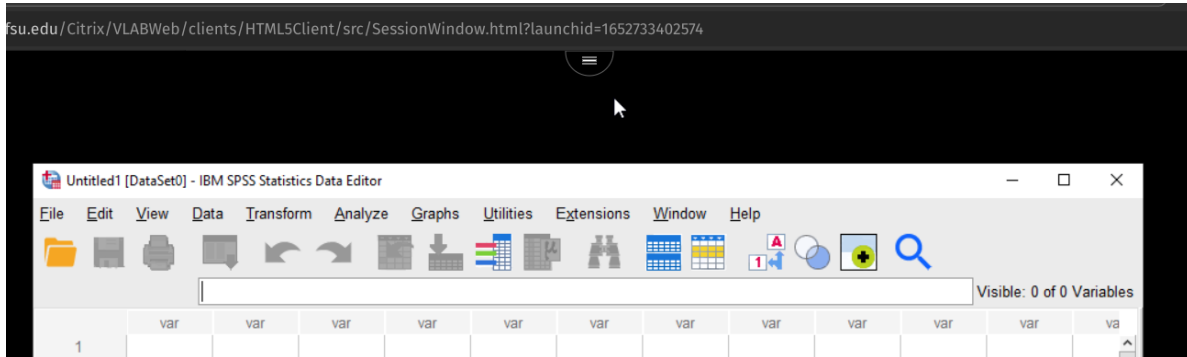 fsu.edu/Citrix/VLABWeb/clients/HTML5Client/src/SessionWindow.html?launchid=1652733402574
Untitled1 [DataSet0] - IBM SPSS Statistics Data Editor
File Edit View Data Transform Analyze Graphs Utilities Extensions Window Help
μ A 1
Visible: 0 of 0 Variables
var var var var var var var var var var var va
1